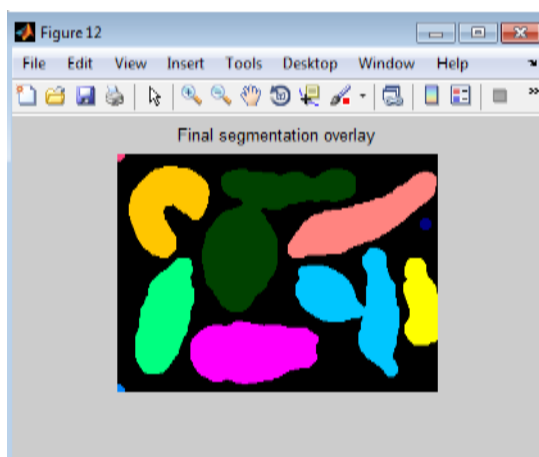 Figure 12
File Edit View Insert Tools Desktop Window Help
Final segmentation overlay